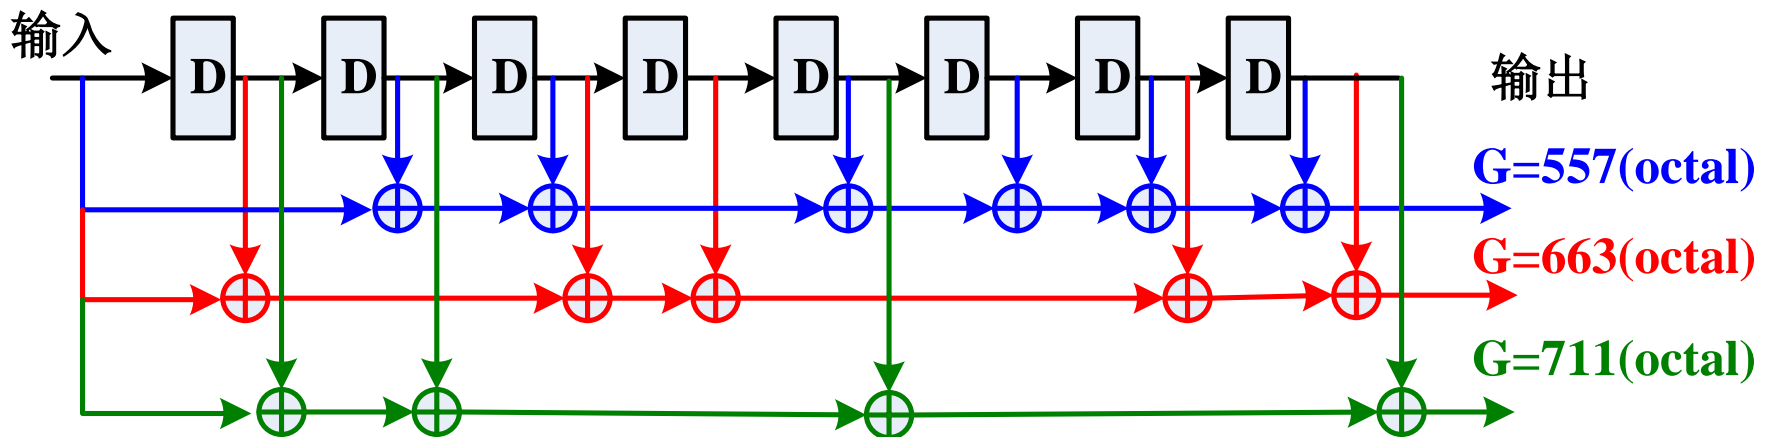 输入
D D D D D D D D
输出
G=557(octal)
G=663(octal)
G=711(octal)